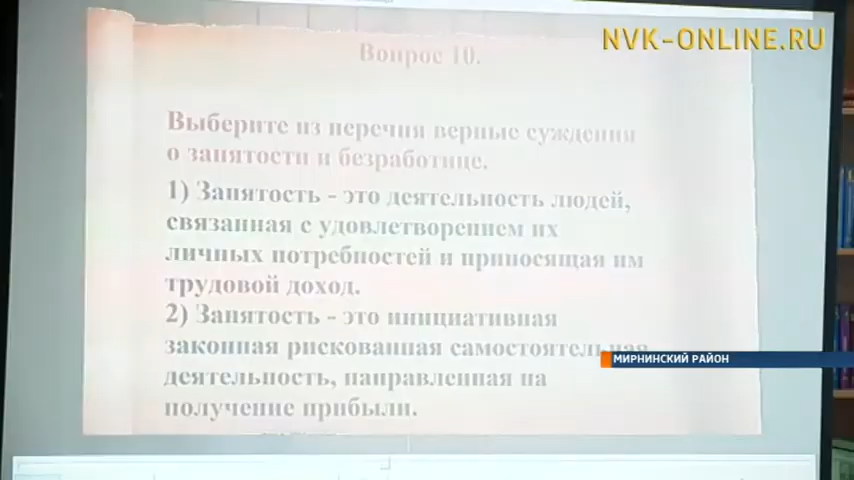 NVK-ONLINE.RU
Вопрос 10.
Выберите из перечня верные суждения
о занятости и безработице.
1) Занятость - это деятельность людей,
связанная с удовлетворением их
личных потребностей и приносящая им
трудовой доход.
2) Занятость - это инициативная
законная рискованная самостоятельная
МИРНИНСКИЙ РАЙОН
деятельность, направленная на
получение прибыли.